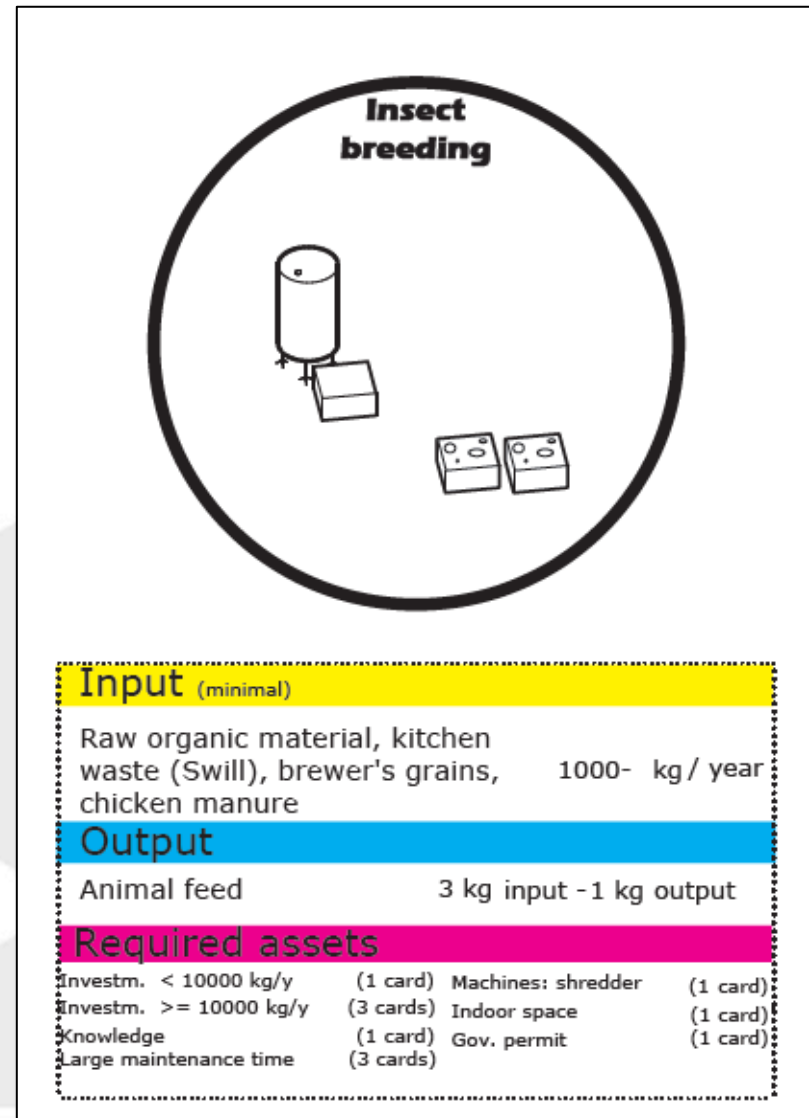 Insect
breeding
Input (minimal)
Raw organic material, kitchen
waste (Swill), brewer's grains, 1000- kg / year
chicken manure
Output
Animal feed 3 kg input -1 kg output
Required assets
Investm. < 10000 kg/y (1 card) Machines: shredder (1 card)
Investm. >= 10000 kg/y (3 cards) Indoor space (1 card)
Knowledge (1 card) Gov. permit (1 card)
Large maintenance time (3 cards)